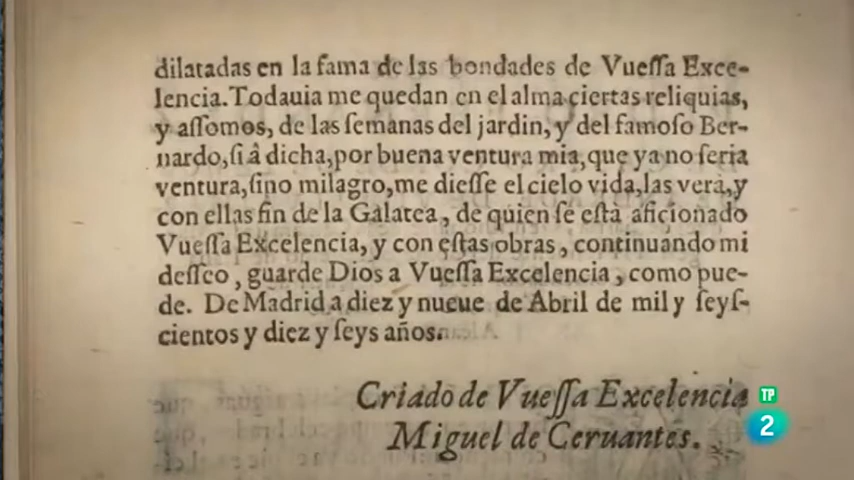 dilatadas en la fama de las bondades de Vueſſa Exce-
lencia. Todauia me quedan en el alma ciertas reliquias,
y aſſomos, de las ſemanas del jardin, y del famoſo Ber-
nardo, ſi â dicha, por buena ventura mia, que ya no ſeria
ventura, ſino milagro, me dieſſe el cielo vida, las verà, y
con ellas fin de la Galatea, de quien ſe eſtà aficionado
Vueſſa Excelencia, y con eſtas obras, continuando mi
deſſeo, guarde Dios a Vueſſa Excelencia, como pue-
de. De Madrid a diez y nueue de Abril de mil y ſeyſ-
cientos y diez y ſeys años.
Criado de Vueſſa Excelencia
Miguel de Ceruantes.
TP
2